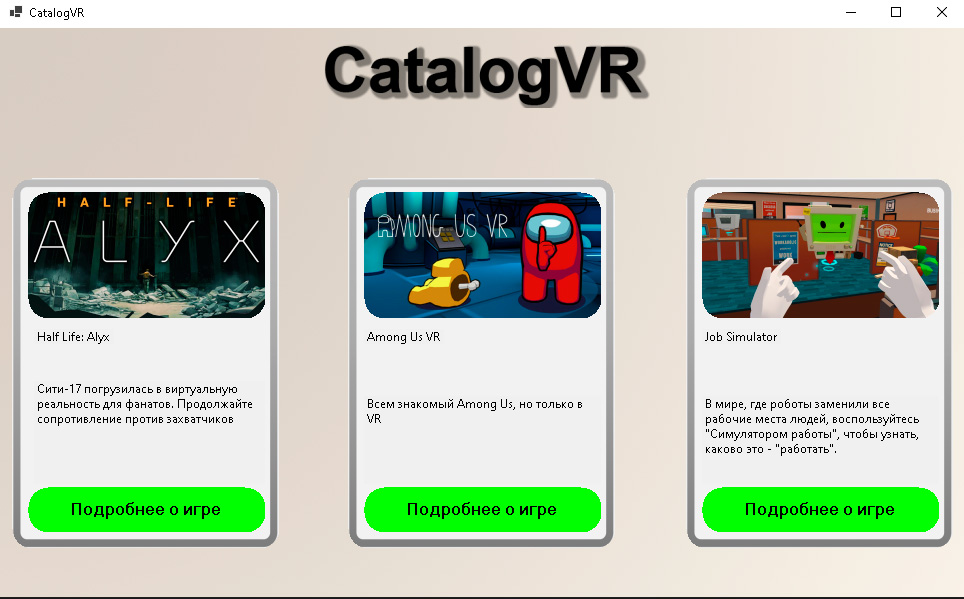 CatalogVR
CatalogVR
HALF-LIFE
ALYX
Half Life: Alyx
Сити-17 погрузилась в виртуальную
реальность для фанатов. Продолжайте
сопротивление против захватчиков
Подробнее о игре
AMONG US VR
Among Us VR
Всем знакомый Among Us, но только в
VR
Подробнее о игре
Job Simulator
В мире, где роботы заменили все
рабочие места людей, воспользуйтесь
"Симулятором работы", чтобы узнать,
каково это - "работать".
Подробнее о игре